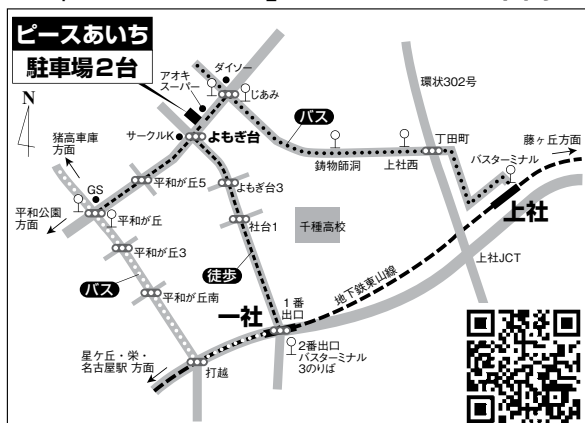 ピースあいち
駐車場2台
アオキ
スーパー
ダイソー
じあみ
環状302号
N
猪高車庫
方面
サークルK
よもぎ台
バス
丁田町
藤ヶ丘方面
バスターミナル
鋳物師洞
上社西
GS
平和が丘5
よもぎ台3
平和公園
方面
平和が丘
社台1
千種高校
上社
平和が丘3
徒歩
上社JCT
バス
平和が丘南
地下鉄東山線
一社
1番
出口
2番出口
バスターミナル
3のりば
星ケ丘・栄・
名古屋駅 方面
打越